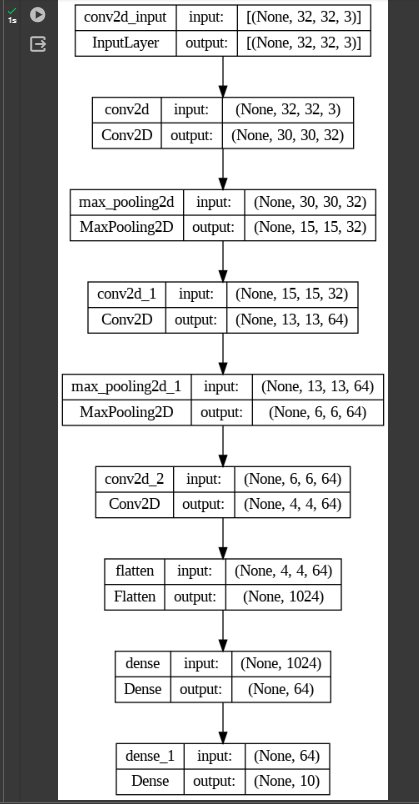 1s
conv2d_input input: [(None, 32, 32, 3)]
InputLayer output: [(None, 32, 32, 3)]
conv2d input: (None, 32, 32, 3)
Conv2D output: (None, 30, 30, 32)
max_pooling2d input: (None, 30, 30, 32)
MaxPooling2D output: (None, 15, 15, 32)
conv2d_1 input: (None, 15, 15, 32)
Conv2D output: (None, 13, 13, 64)
max_pooling2d_1 input: (None, 13, 13, 64)
MaxPooling2D output: (None, 6, 6, 64)
conv2d_2 input: (None, 6, 6, 64)
Conv2D output: (None, 4, 4, 64)
flatten input: (None, 4, 4, 64)
Flatten output: (None, 1024)
dense input: (None, 1024)
Dense output: (None, 64)
dense_1 input: (None, 64)
Dense output: (None, 10)